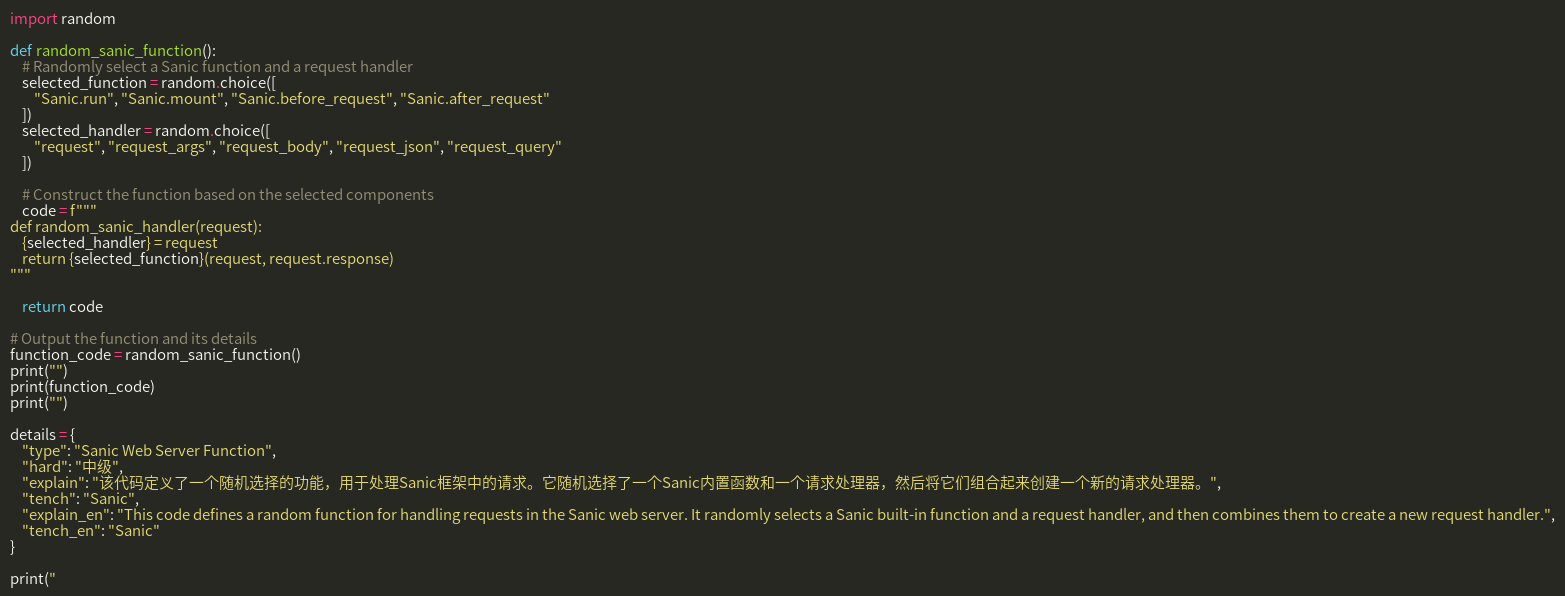 import random

def random_sanic_function():
    # Randomly select a Sanic function and a request handler
    selected_function = random.choice([
        "Sanic.run", "Sanic.mount", "Sanic.before_request", "Sanic.after_request"
    ])
    selected_handler = random.choice([
        "request", "request_args", "request_body", "request_json", "request_query"
    ])

    # Construct the function based on the selected components
    code = f"""
def random_sanic_handler(request):
    {selected_handler} = request
    return {selected_function}(request, request.response)
"""

    return code

# Output the function and its details
function_code = random_sanic_function()
print("")
print(function_code)
print("")

details = {
    "type": "Sanic Web Server Function",
    "hard": "中级",
    "explain": "该代码定义了一个随机选择的功能，用于处理Sanic框架中的请求。它随机选择了一个Sanic内置函数和一个请求处理器，然后将它们组合起来创建一个新的请求处理器。",
    "tench": "Sanic",
    "explain_en": "This code defines a random function for handling requests in the Sanic web server. It randomly selects a Sanic built-in function and a request handler, and then combines them to create a new request handler.",
    "tench_en": "Sanic"
}

print("